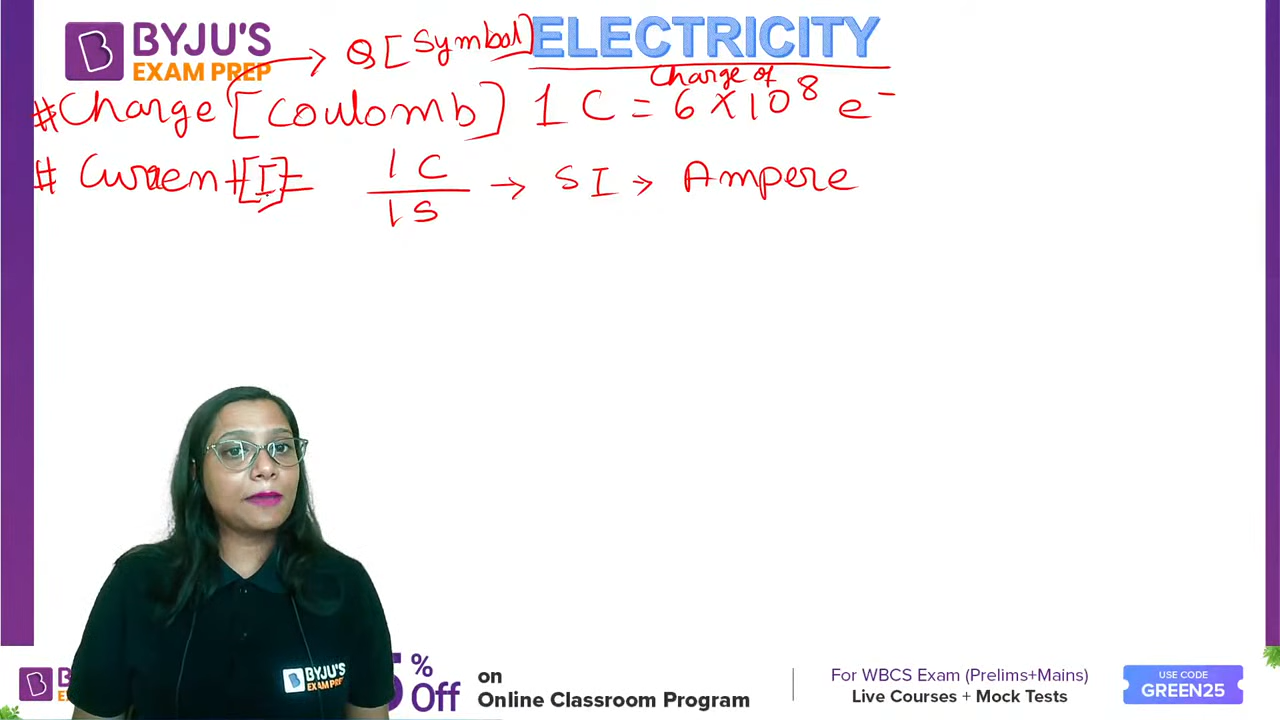 BYJU'S
EXAM PREP
ELECTRICITY
→ Q [Symbol]
Charge of
#Charge [Coulomb] 1 C = 6 X 10⁸ e⁻
# Current [I] = 1 C / 1 S → SI → Ampere
BYJU'S
EXAM PREP
% Off
on
Online Classroom Program
For WBCS Exam (Prelims+Mains)
Live Courses + Mock Tests
USE CODE
GREEN25